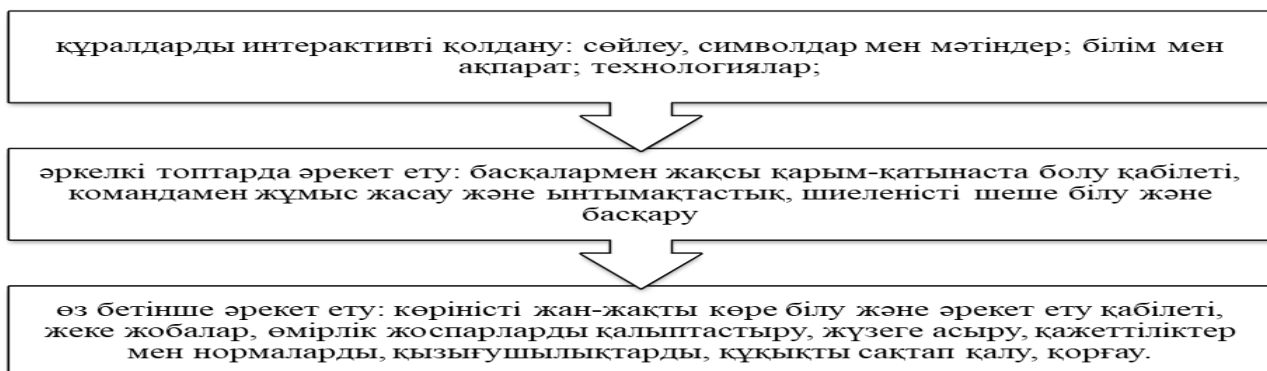 құралдарды интерактивті қолдану: сөйлеу, символдар мен мәтіндер; білім мен
ақпарат; технологиялар;
әркелкі топтарда әрекет ету: басқалармен жақсы қарым-қатынаста болу қабілеті,
командамен жұмыс жасау және ынтымақтастық, шиеленісті шеше білу және
басқару
өз бетінше әрекет ету: көріністі жан-жақты көре білу және әрекет ету қабілеті,
жеке жобалар, өмірлік жоспарларды қалыптастыру, жүзеге асыру, қажеттіліктер
мен нормаларды, қызығушылықтарды, құқықты сақтап қалу, қорғау.